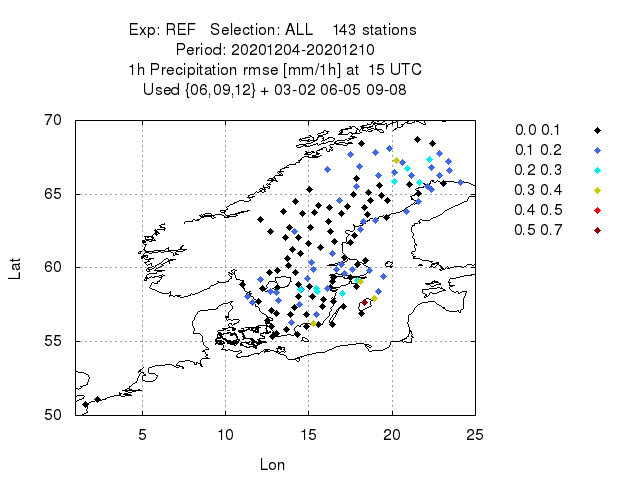 Exp: REF   Selection: ALL    143 stations
Period: 20201204-20201210
1h Precipitation rmse [mm/1h] at  15 UTC
Used {06,09,12} + 03-02 06-05 09-08
70
65
60
55
50
Lat
5 10 15 20 25
Lon
0.0 0.1
0.1 0.2
0.2 0.3
0.3 0.4
0.4 0.5
0.5 0.7